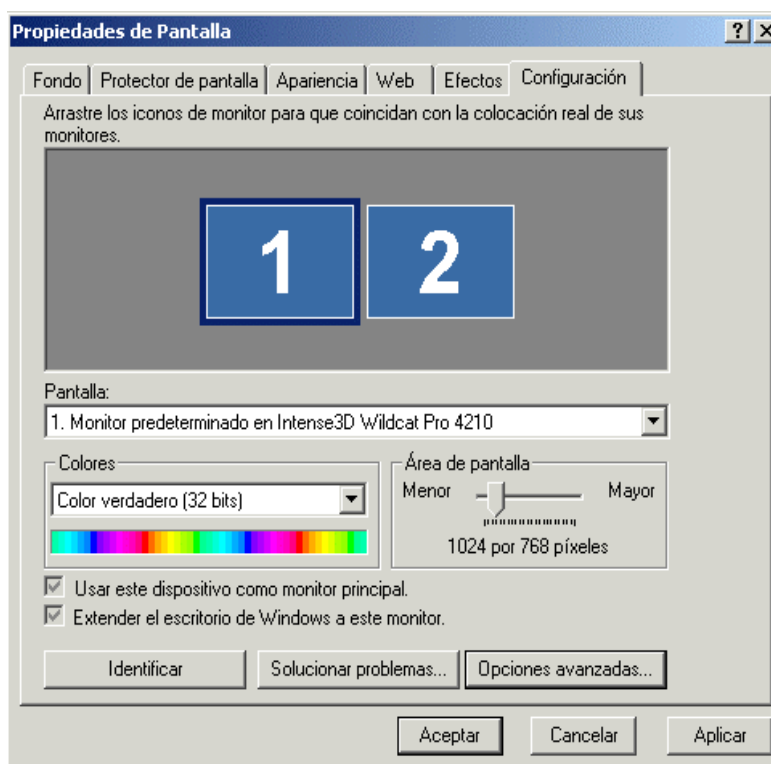 Propiedades de Pantalla
Fondo Protector de pantalla Apariencia Web Efectos Configuración
Arrastre los iconos de monitor para que coincidan con la colocación real de sus
monitores.
1 2
Pantalla:
1. Monitor predeterminado en Intense3D Wildcat Pro 4210
Colores Área de pantalla
Color verdadero (32 bits) Menor Mayor
1024 por 768 píxeles
Usar este dispositivo como monitor principal.
Extender el escritorio de Windows a este monitor.
Identificar Solucionar problemas... Opciones avanzadas...
Aceptar Cancelar Aplicar